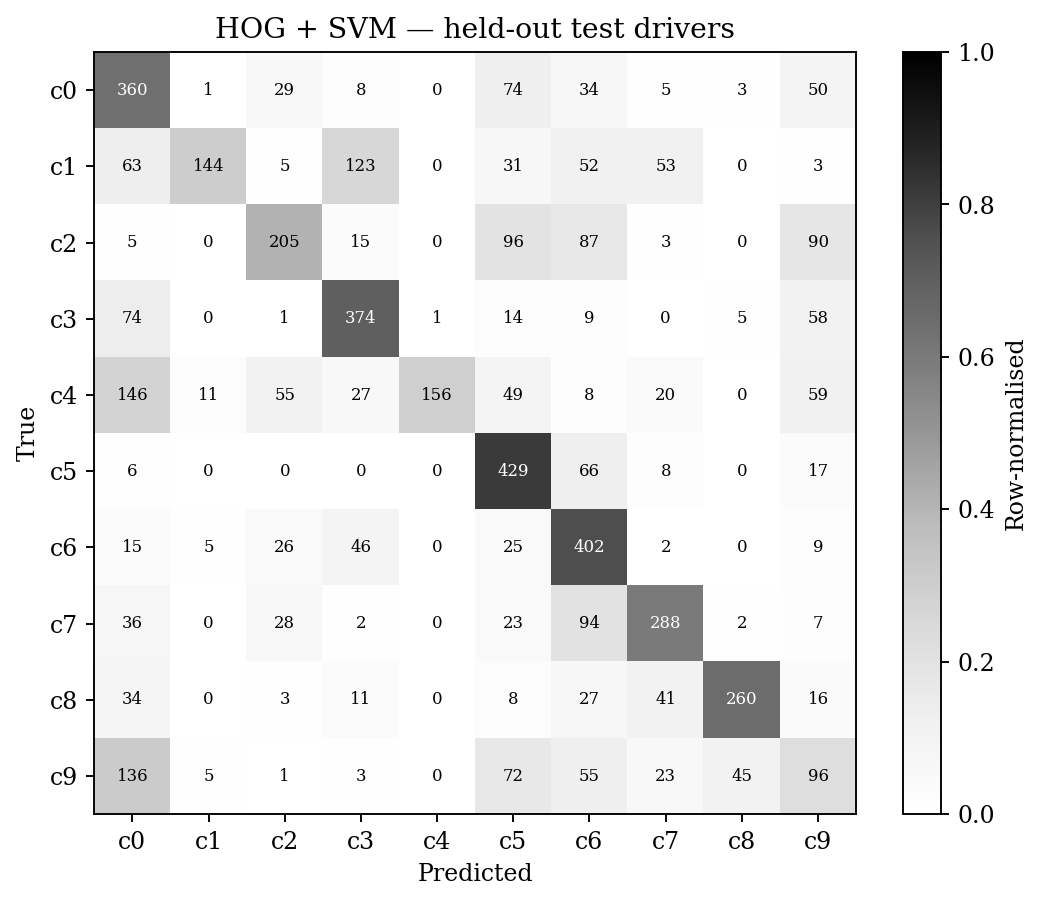 HOG + SVM — held-out test drivers
c0 360 1 29 8 0 74 34 5 3 50
c1 63 144 5 123 0 31 52 53 0 3
c2 5 0 205 15 0 96 87 3 0 90
c3 74 0 1 374 1 14 9 0 5 58
c4 146 11 55 27 156 49 8 20 0 59
c5 6 0 0 0 0 429 66 8 0 17
c6 15 5 26 46 0 25 402 2 0 9
c7 36 0 28 2 0 23 94 288 2 7
c8 34 0 3 11 0 8 27 41 260 16
c9 136 5 1 3 0 72 55 23 45 96
c0 c1 c2 c3 c4 c5 c6 c7 c8 c9
Predicted
True
1.0
0.8
0.6
0.4
0.2
0.0
Row-normalised